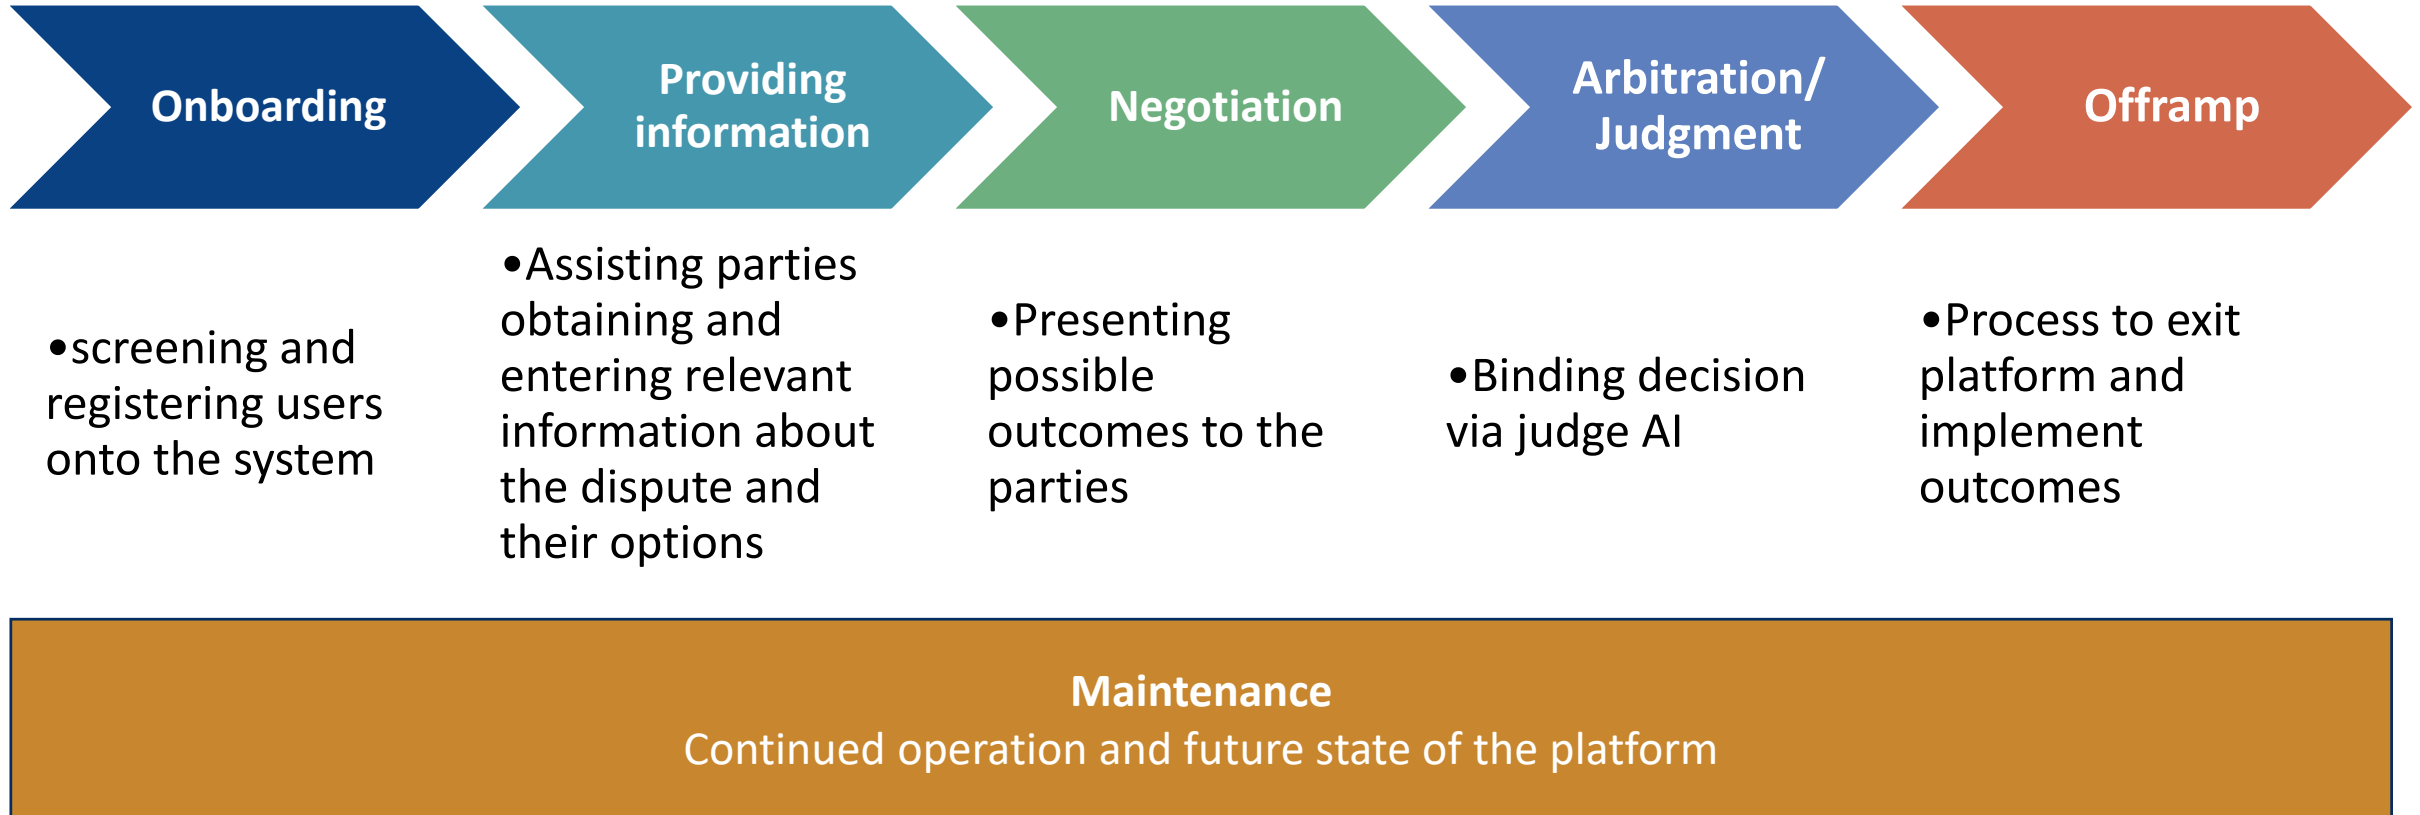 Onboarding
Providing
information
Negotiation
Arbitration/
Judgment
Offramp
•screening and
registering users
onto the system
•Assisting parties
obtaining and
entering relevant
information about
the dispute and
their options
•Presenting
possible
outcomes to the
parties
•Binding decision
via judge AI
•Process to exit
platform and
implement
outcomes
Maintenance
Continued operation and future state of the platform